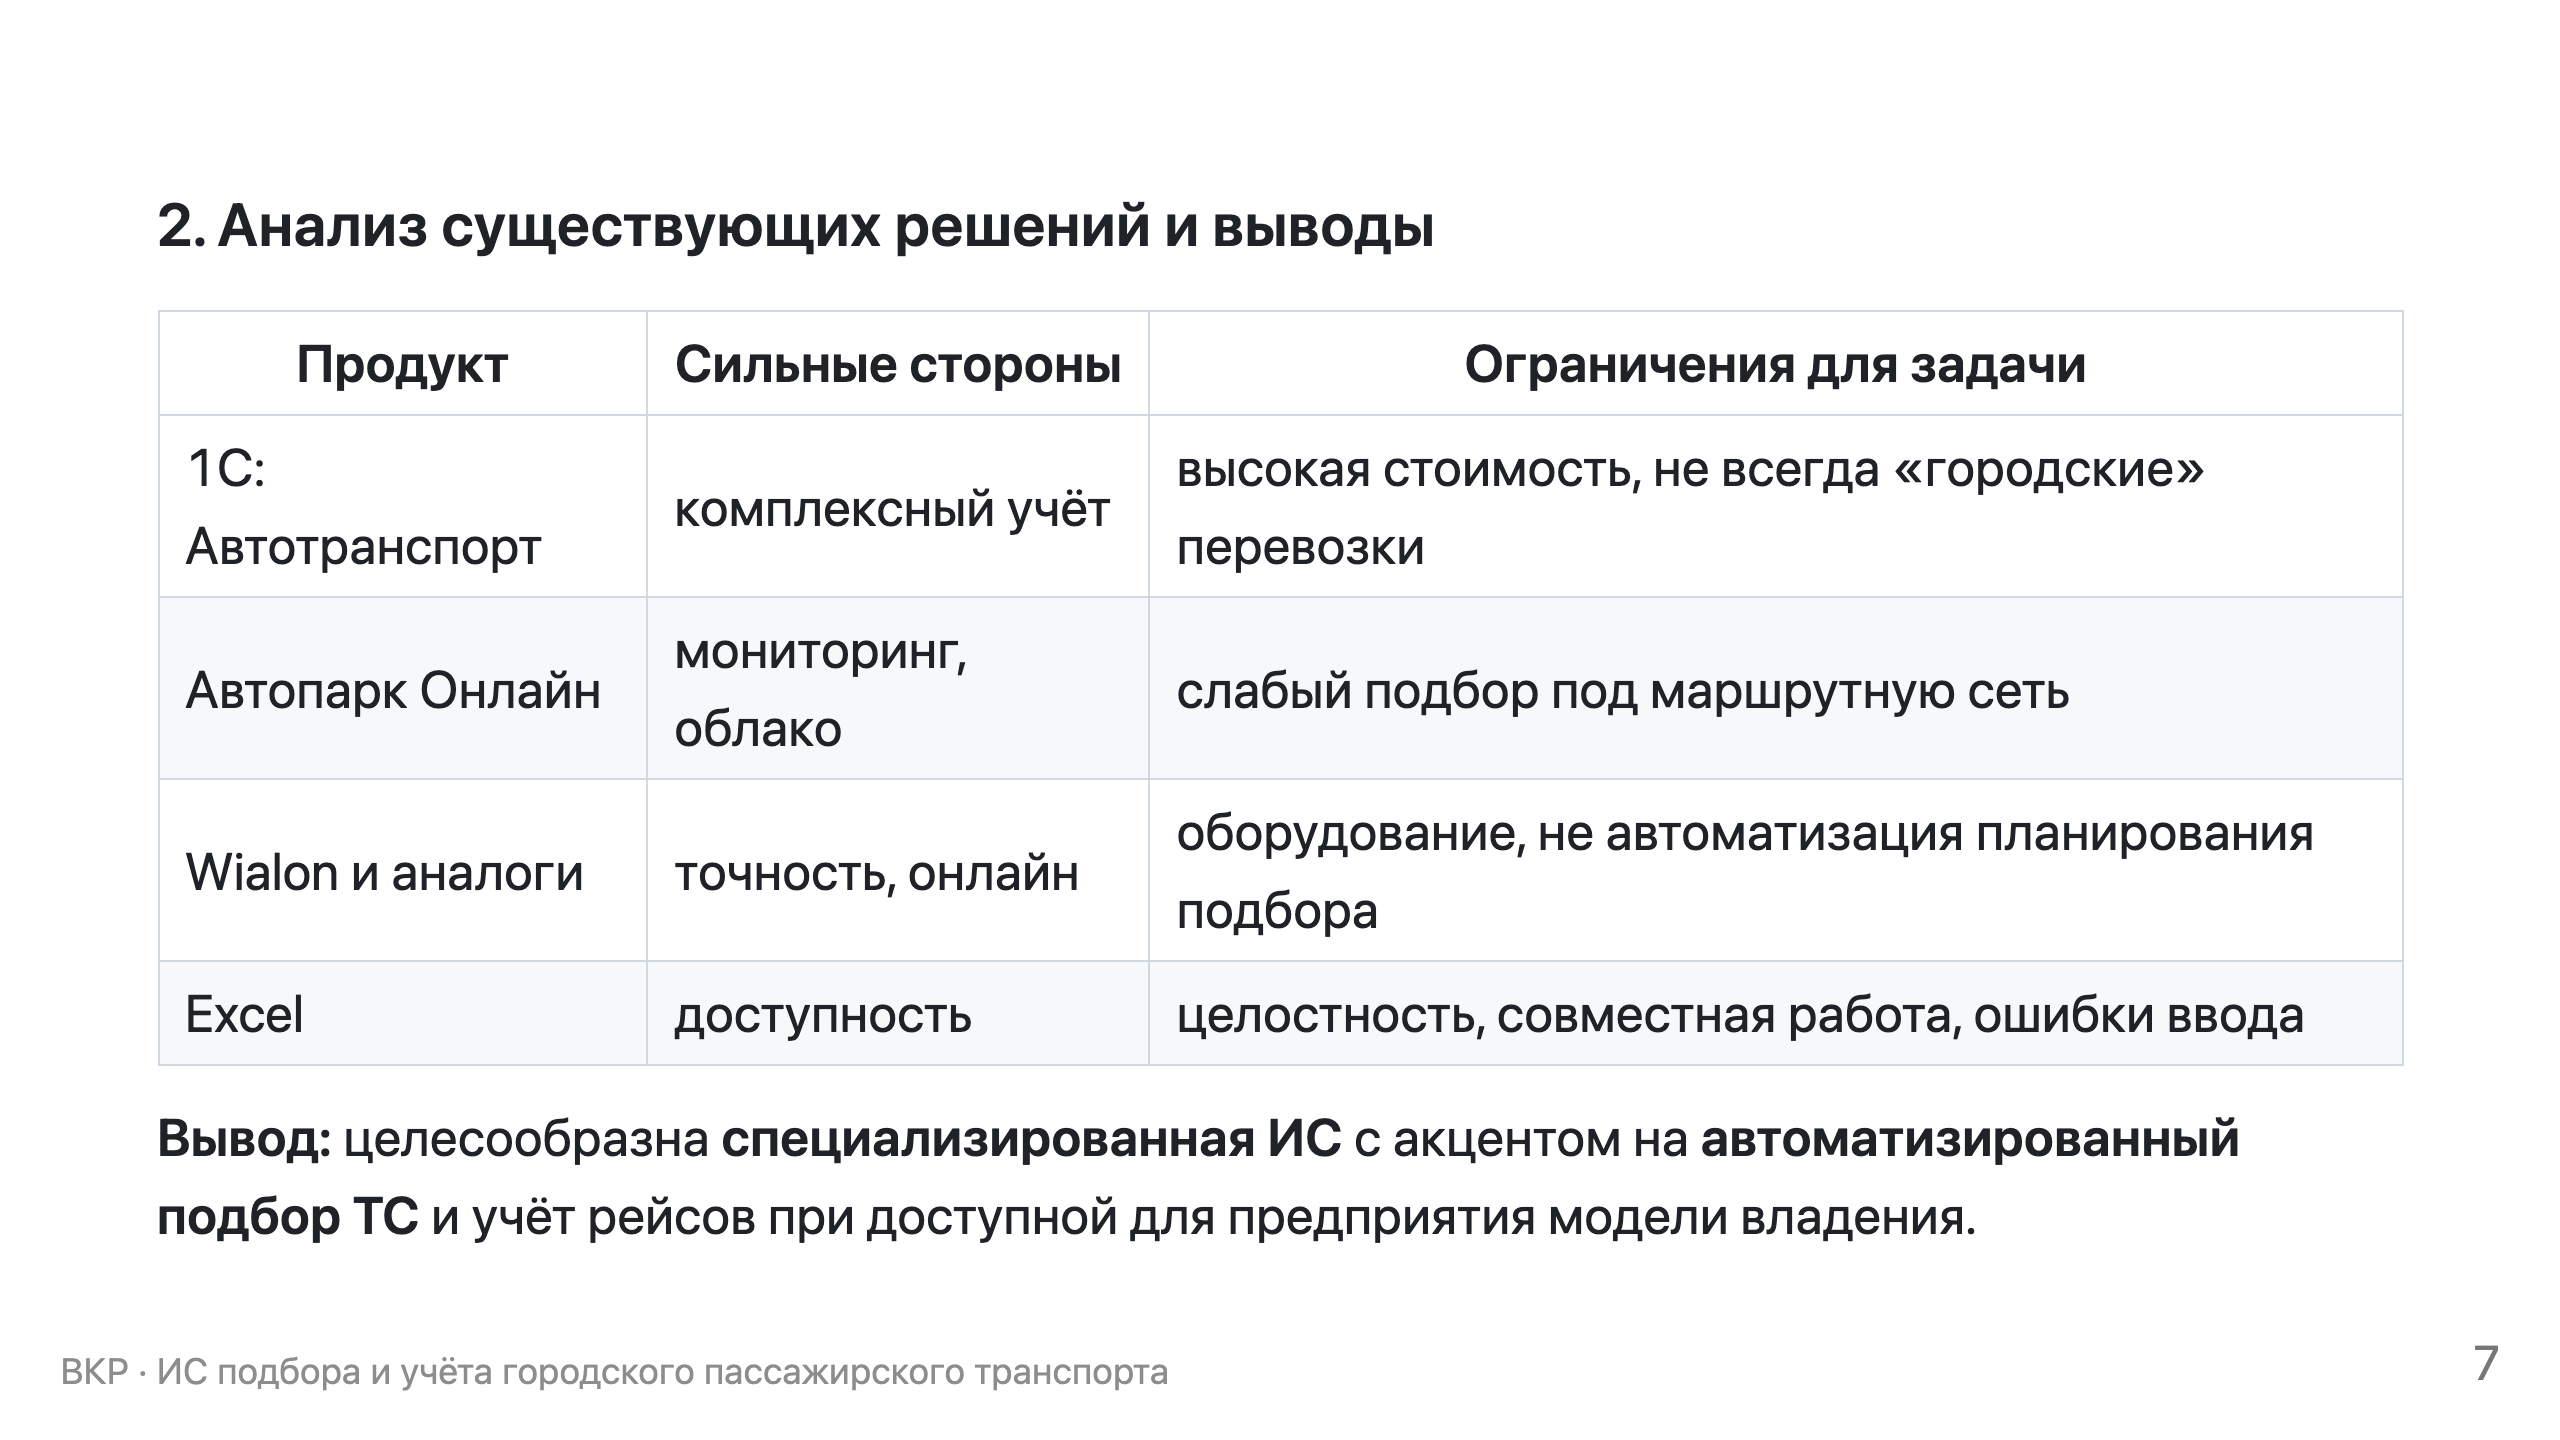 2. Анализ существующих решений и выводы
Продукт
Сильные стороны
Ограничения для задачи
1С:
Автотранспорт
комплексный учёт
высокая стоимость, не всегда «городские»
перевозки
Автопарк Онлайн
мониторинг,
облако
слабый подбор под маршрутную сеть
Wialon и аналоги
точность, онлайн
оборудование, не автоматизация планирования
подбора
Excel
доступность
целостность, совместная работа, ошибки ввода
Вывод: целесообразна специализированная ИС с акцентом на автоматизированный
подбор ТС и учёт рейсов при доступной для предприятия модели владения.
ВКР · ИС подбора и учёта городского пассажирского транспорта
7